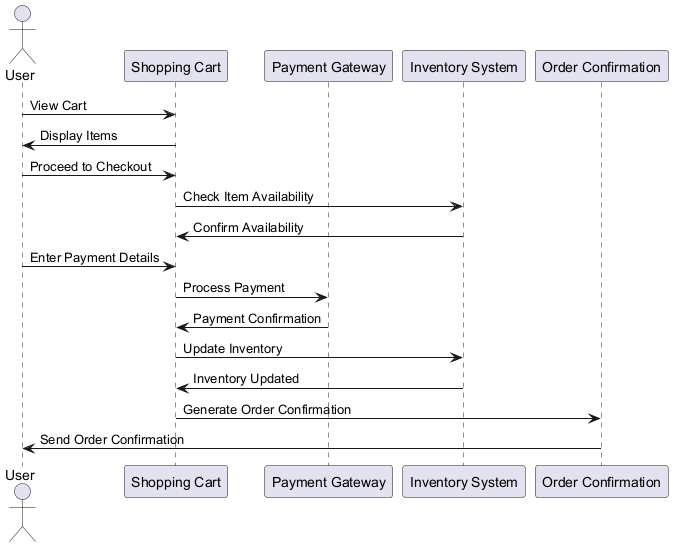 User
Shopping Cart
Payment Gateway
Inventory System
Order Confirmation
View Cart
Display Items
Proceed to Checkout
Check Item Availability
Confirm Availability
Enter Payment Details
Process Payment
Payment Confirmation
Update Inventory
Inventory Updated
Generate Order Confirmation
Send Order Confirmation
User
Shopping Cart
Payment Gateway
Inventory System
Order Confirmation